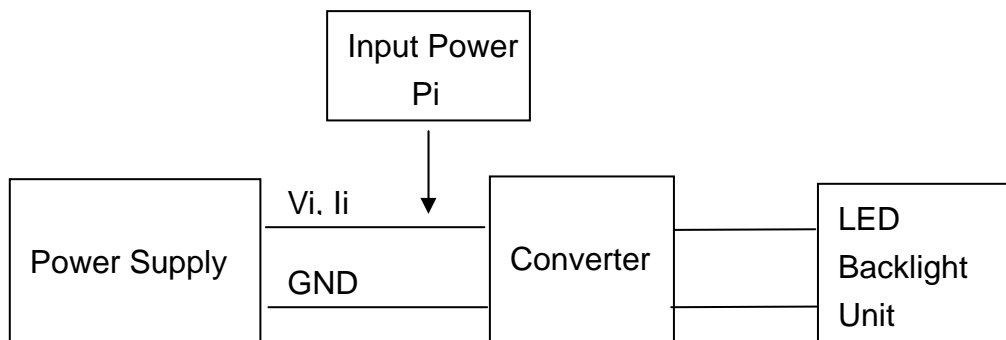 Input Power
Pi
Vi, Ii
Power Supply
GND
Converter
LED
Backlight
Unit